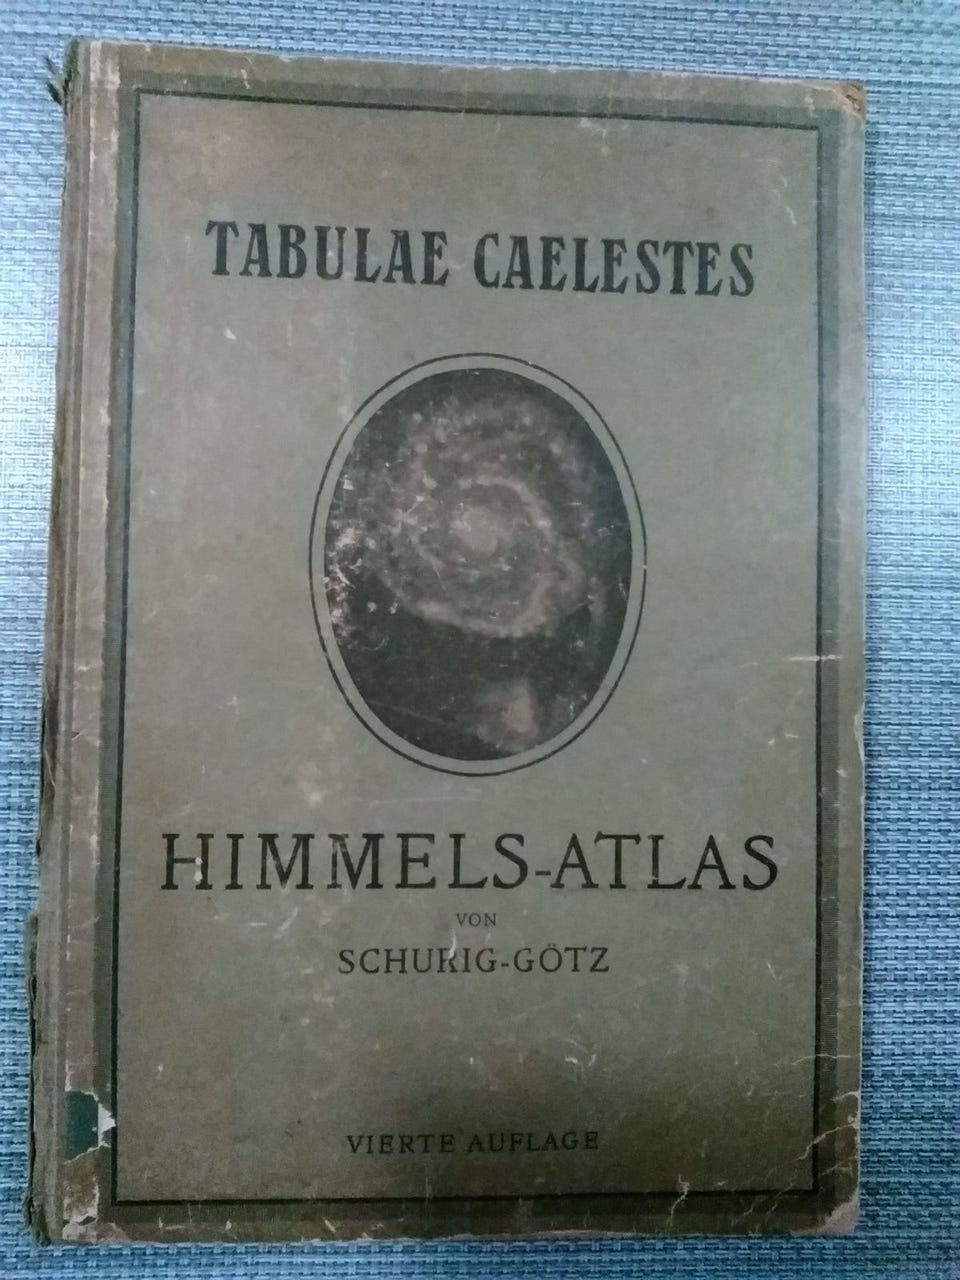 TABULAE CAELESTES
HIMMELS-ATLAS
VON
SCHURIG-GÖTZ
VIERTE AUFLAGE